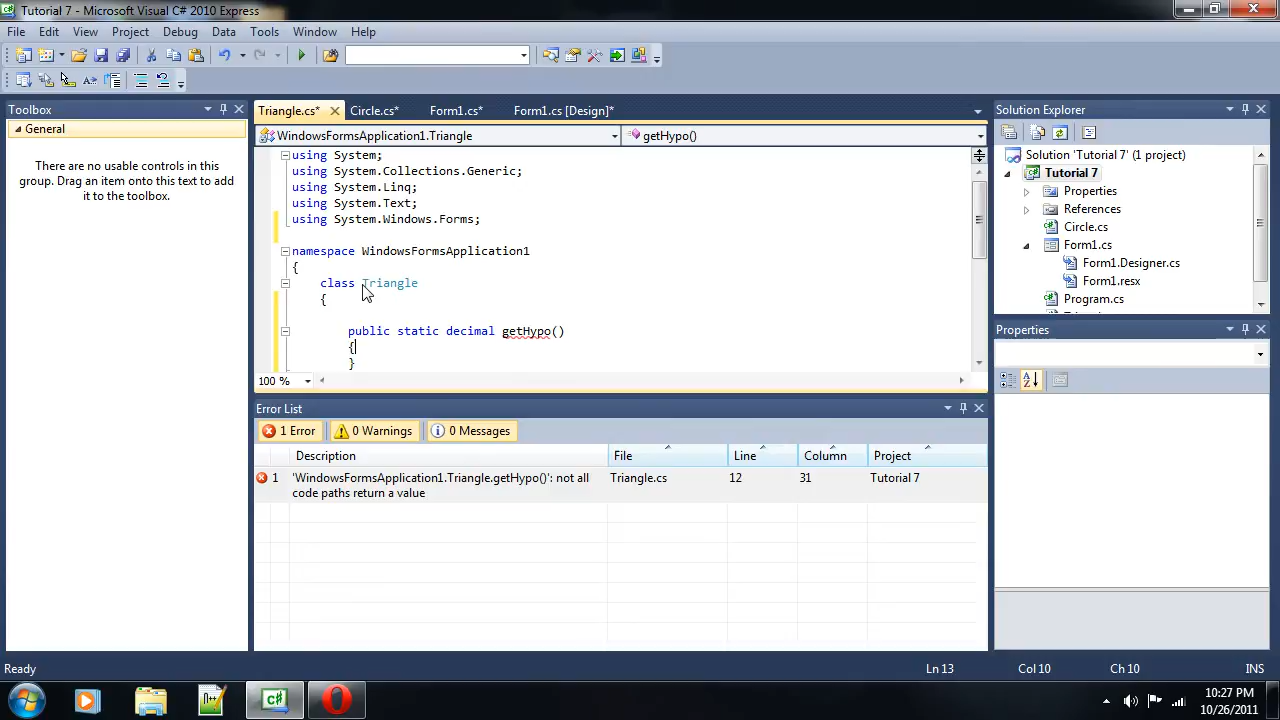 Tutorial 7 - Microsoft Visual C# 2010 Express
File Edit View Project Debug Data Tools Window Help
Toolbox
General
There are no usable controls in this
group. Drag an item onto this text to add
it to the toolbox.
Triangle.cs* Circle.cs* Form1.cs* Form1.cs [Design]*
WindowsFormsApplication1.Triangle getHypo()
using System;
using System.Collections.Generic;
using System.Linq;
using System.Text;
using System.Windows.Forms;
namespace WindowsFormsApplication1
{
class Triangle
{
public static decimal getHypo()
{
}
100 %
Error List
1 Error 0 Warnings 0 Messages
Description File Line Column Project
1 'WindowsFormsApplication1.Triangle.getHypo()': not all Triangle.cs 12 31 Tutorial 7
code paths return a value
Solution Explorer
Solution 'Tutorial 7' (1 project)
Tutorial 7
Properties
References
Circle.cs
Form1.cs
Form1.Designer.cs
Form1.resx
Program.cs
Properties
Ready Ln 13 Col 10 Ch 10 INS
10:27 PM
10/26/2011